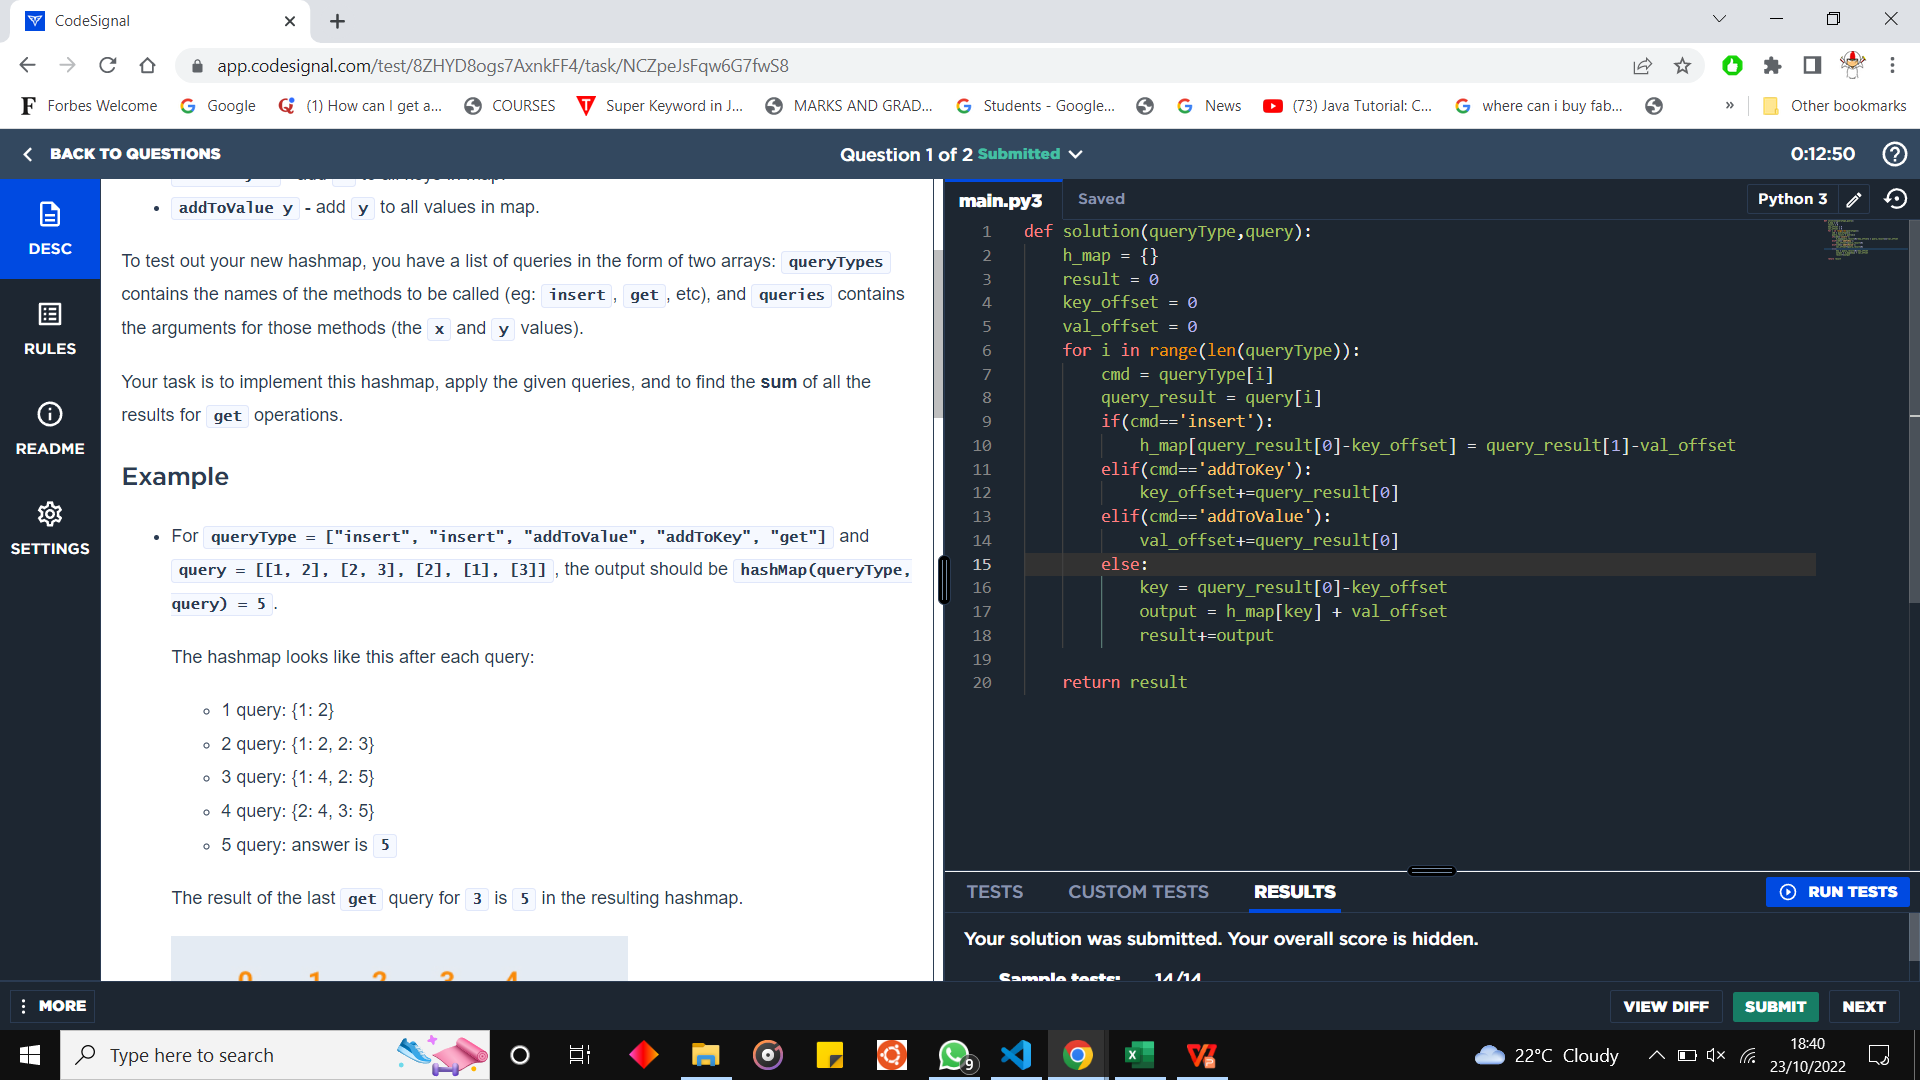 CodeSignal
app.codesignal.com/test/8ZHYD8ogs7AxnkFF4/task/NCZpeJsFqw6G7fwS8
Forbes Welcome Google (1) How can I get a... COURSES Super Keyword in J... MARKS AND GRAD... Students - Google... News (73) Java Tutorial: C... where can i buy fab... » Other bookmarks
BACK TO QUESTIONS
Question 1 of 2 Submitted
0:12:50
DESC
RULES
README
SETTINGS
MORE
• addToValue y - add y to all values in map.
To test out your new hashmap, you have a list of queries in the form of two arrays: queryTypes
contains the names of the methods to be called (eg: insert, get, etc), and queries contains
the arguments for those methods (the x and y values).
Your task is to implement this hashmap, apply the given queries, and to find the sum of all the
results for get operations.
Example
• For queryType = ["insert", "insert", "addToValue", "addToKey", "get"] and
query = [[1, 2], [2, 3], [2], [1], [3]], the output should be hashMap(queryType,
query) = 5.
The hashmap looks like this after each query:
◦ 1 query: {1: 2}
◦ 2 query: {1: 2, 2: 3}
◦ 3 query: {1: 4, 2: 5}
◦ 4 query: {2: 4, 3: 5}
◦ 5 query: answer is 5
The result of the last get query for 3 is 5 in the resulting hashmap.
0 1 2 3 4
main.py3 Saved Python 3
1 def solution(queryType,query):
2     h_map = {}
3     result = 0
4     key_offset = 0
5     val_offset = 0
6     for i in range(len(queryType)):
7         cmd = queryType[i]
8         query_result = query[i]
9         if(cmd=='insert'):
10             h_map[query_result[0]-key_offset] = query_result[1]-val_offset
11         elif(cmd=='addToKey'):
12             key_offset+=query_result[0]
13         elif(cmd=='addToValue'):
14             val_offset+=query_result[0]
15         else:
16             key = query_result[0]-key_offset
17             output = h_map[key] + val_offset
18             result+=output
19
20     return result
TESTS CUSTOM TESTS RESULTS RUN TESTS
Your solution was submitted. Your overall score is hidden.
Sample tests: 14/14
VIEW DIFF SUBMIT NEXT
Type here to search
9
22°C Cloudy
18:40
23/10/2022